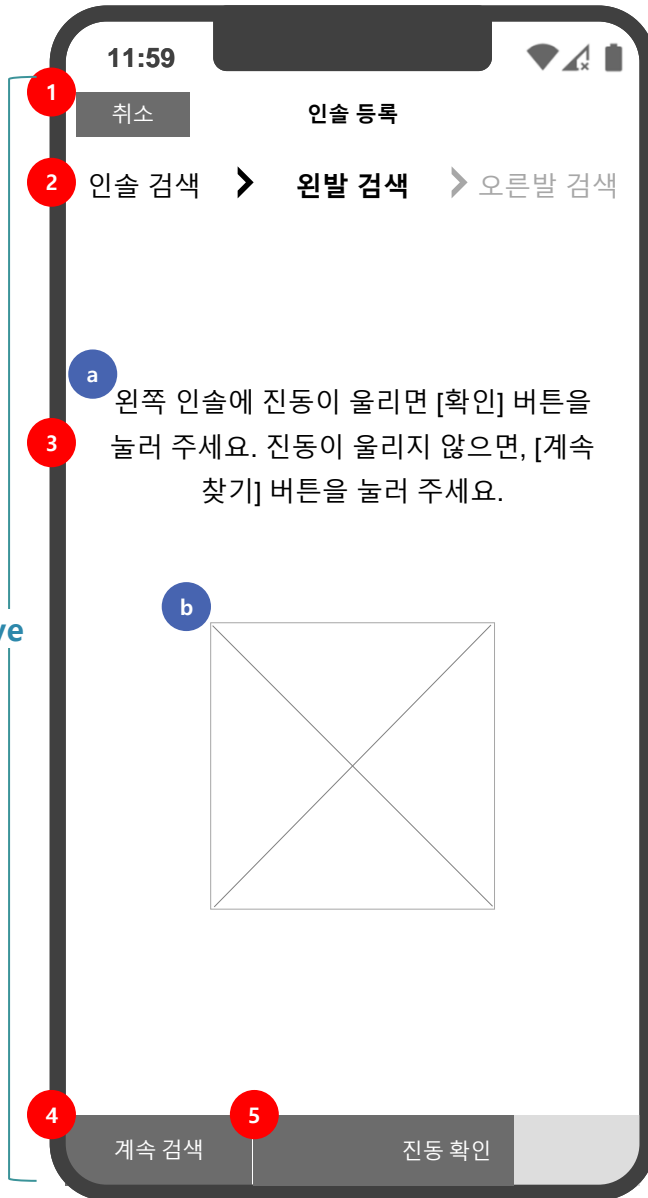 11:59
1
취소
인솔 등록
2
인솔 검색
왼발 검색
오른발 검색
a
왼쪽 인솔에 진동이 울리면 [확인] 버튼을
3
눌러 주세요. 진동이 울리지 않으면, [계속
찾기] 버튼을 눌러 주세요.
b
ve
4
계속 검색
5
진동 확인